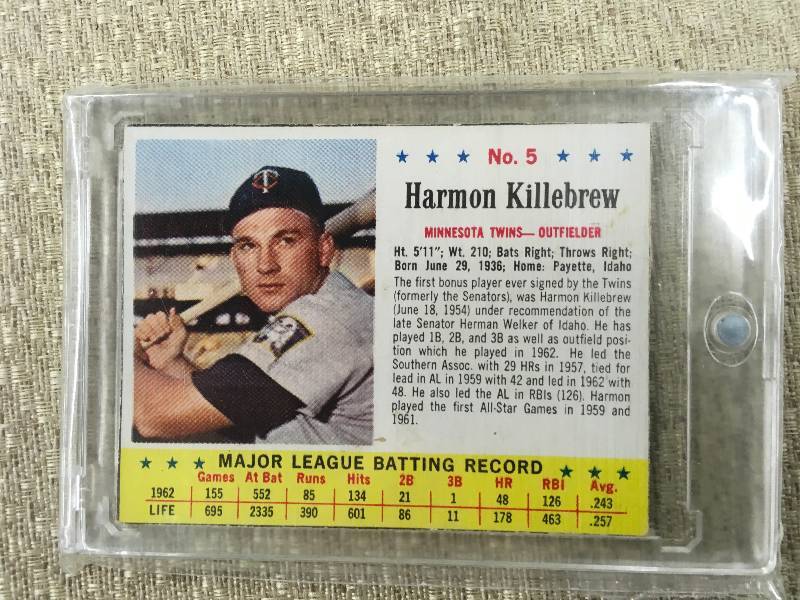 ★ ★ ★ No. 5 ★ ★ ★
Harmon Killebrew
MINNESOTA TWINS— OUTFIELDER
Ht. 5'11"; Wt. 210; Bats Right; Throws Right;
Born June 29, 1936; Home: Payette, Idaho
The first bonus player ever signed by the Twins
(formerly the Senators), was Harmon Killebrew
(June 18, 1954) under recommendation of the
late Senator Herman Welker of Idaho. He has
played 1B, 2B, and 3B as well as outfield posi-
tion which he played in 1962. He led the
Southern Assoc. with 29 HRs in 1957, tied for
lead in AL in 1959 with 42 and led in 1962 with
48. He also led the AL in RBIs (126). Harmon
played the first All-Star Games in 1959 and
1961.
TC
★ ★ ★ MAJOR LEAGUE BATTING RECORD ★ ★ ★
Games At Bat Runs Hits 2B 3B HR RBI Avg.
1962 155 552 85 134 21 1 48 126 .243
LIFE 695 2335 390 601 86 11 178 463 .257